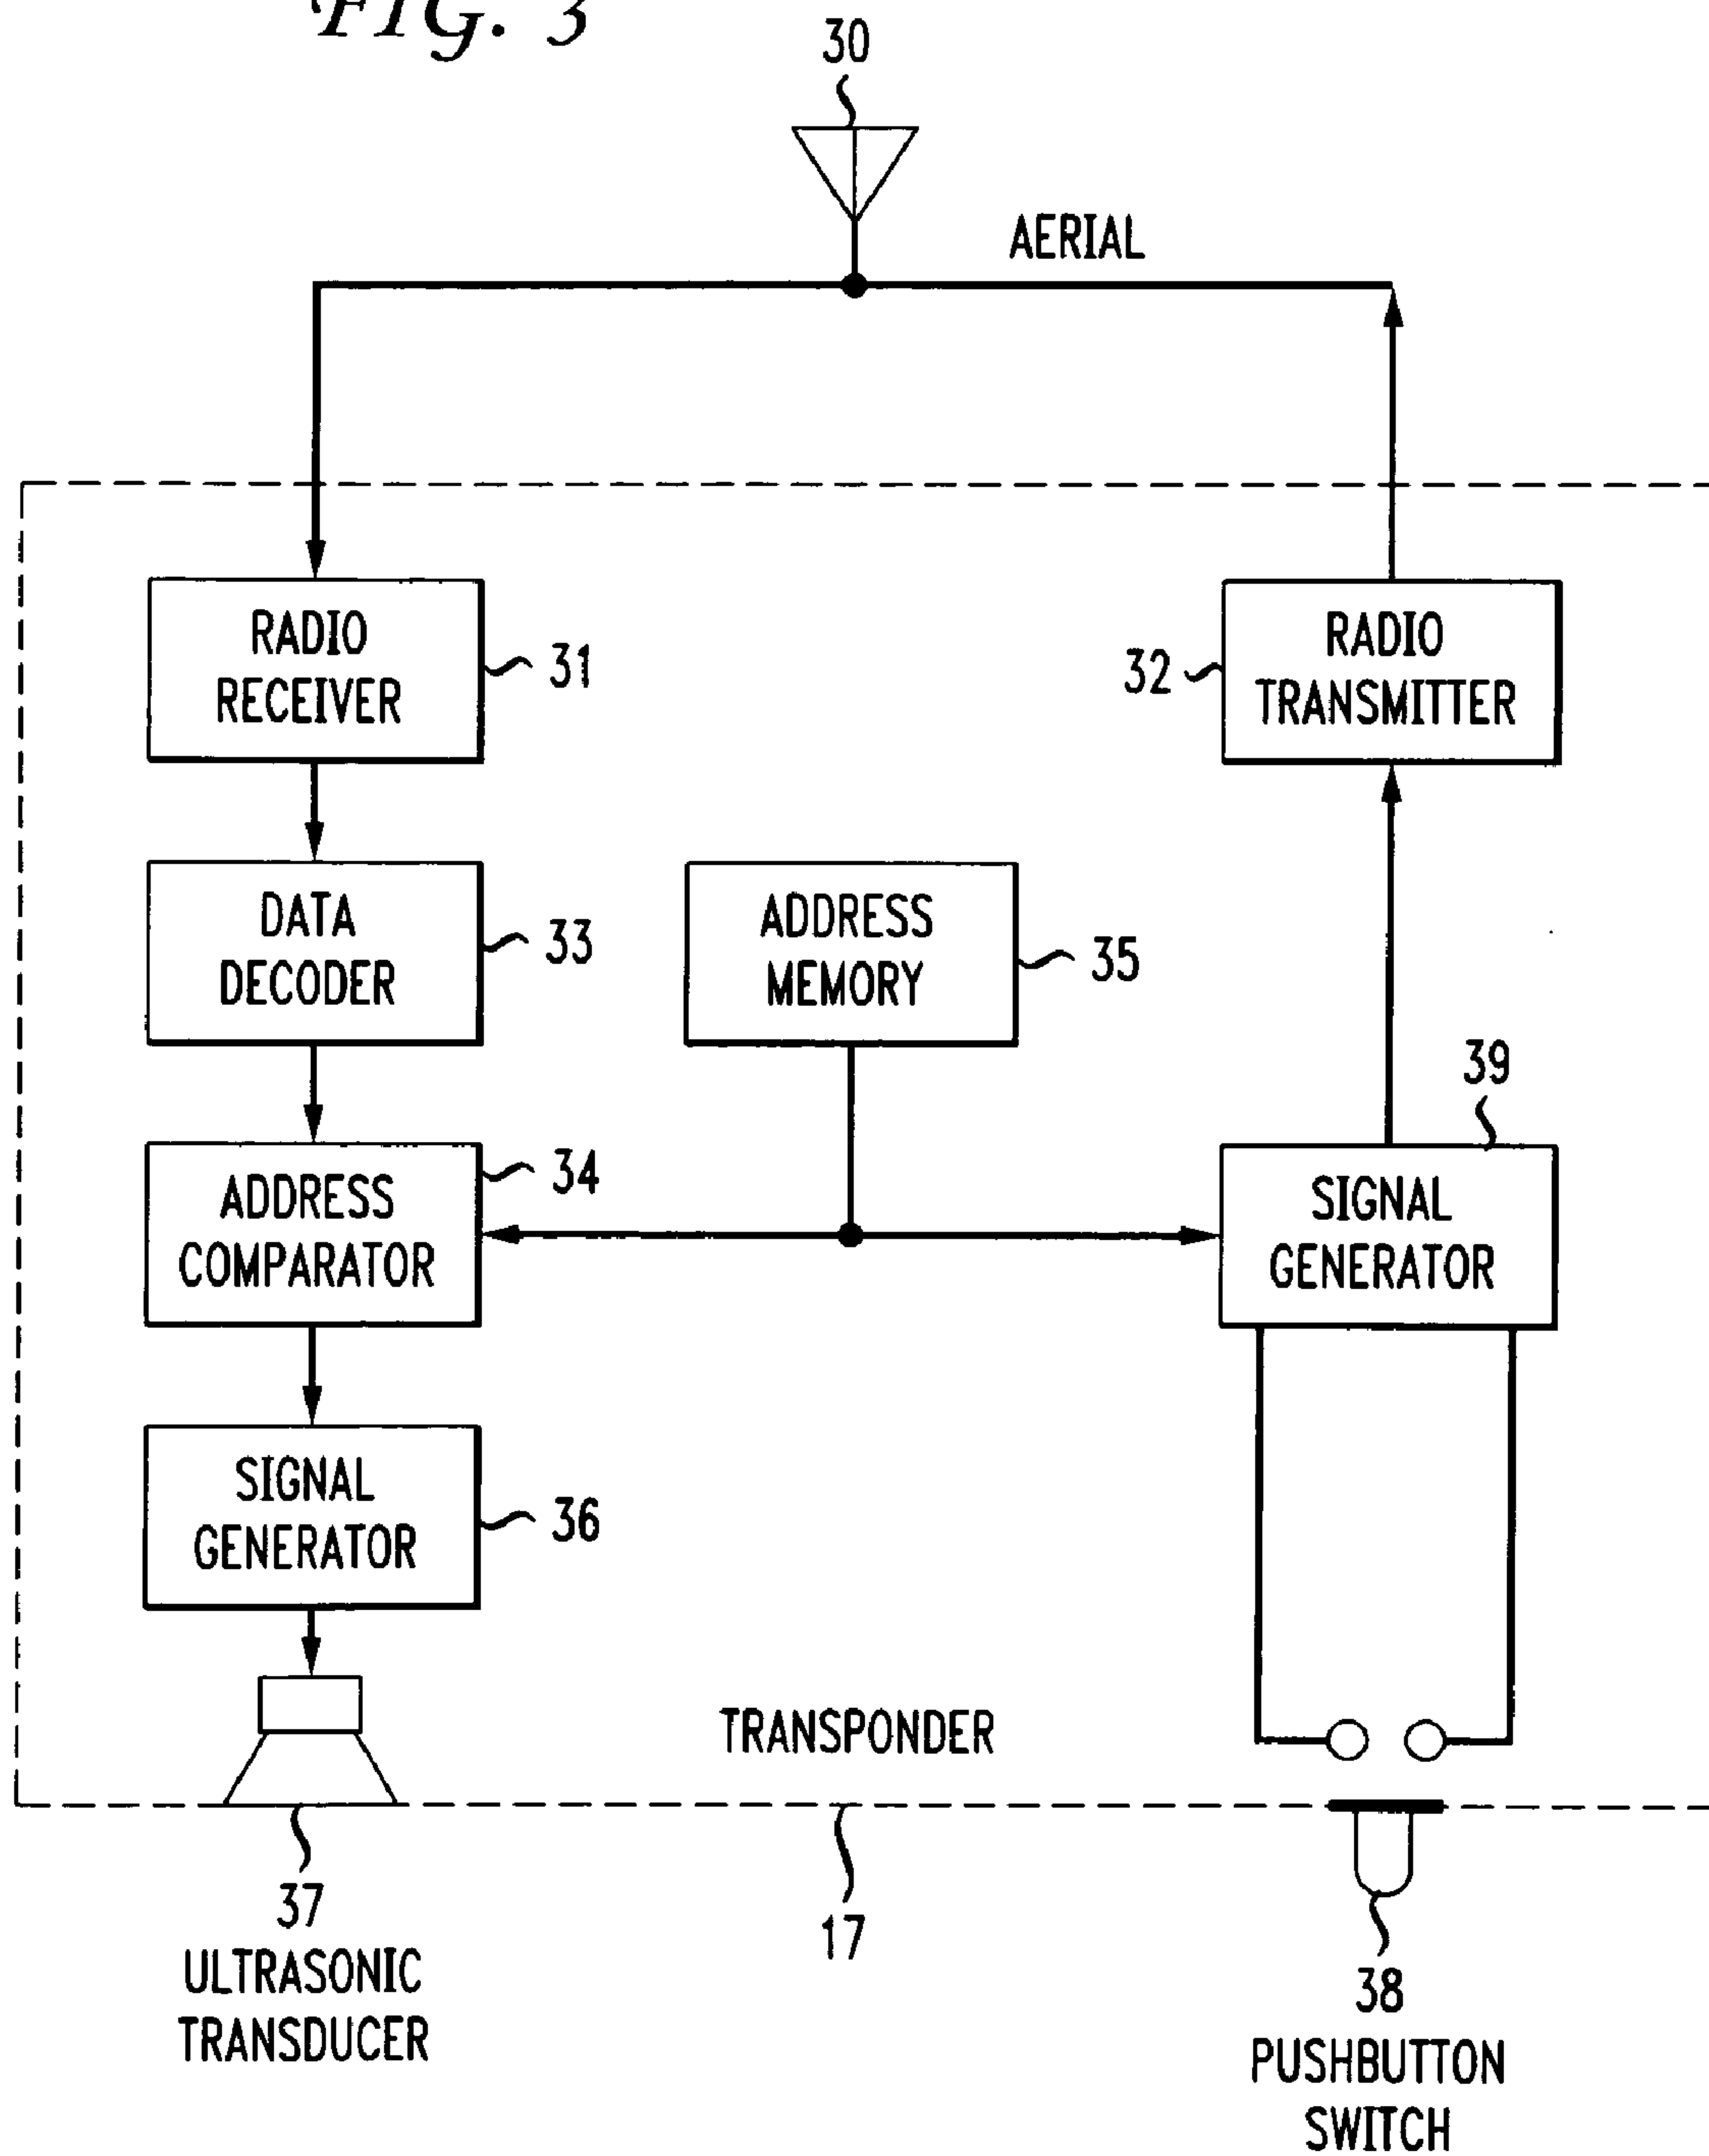 FIG. 3
30
AERIAL
RADIO
RECEIVER
31
32
RADIO
TRANSMITTER
DATA
DECODER
33
ADDRESS
MEMORY
35
39
ADDRESS
COMPARATOR
34
SIGNAL
GENERATOR
SIGNAL
GENERATOR
36
TRANSPONDER
37
ULTRASONIC
TRANSDUCER
17
38
PUSHBUTTON
SWITCH